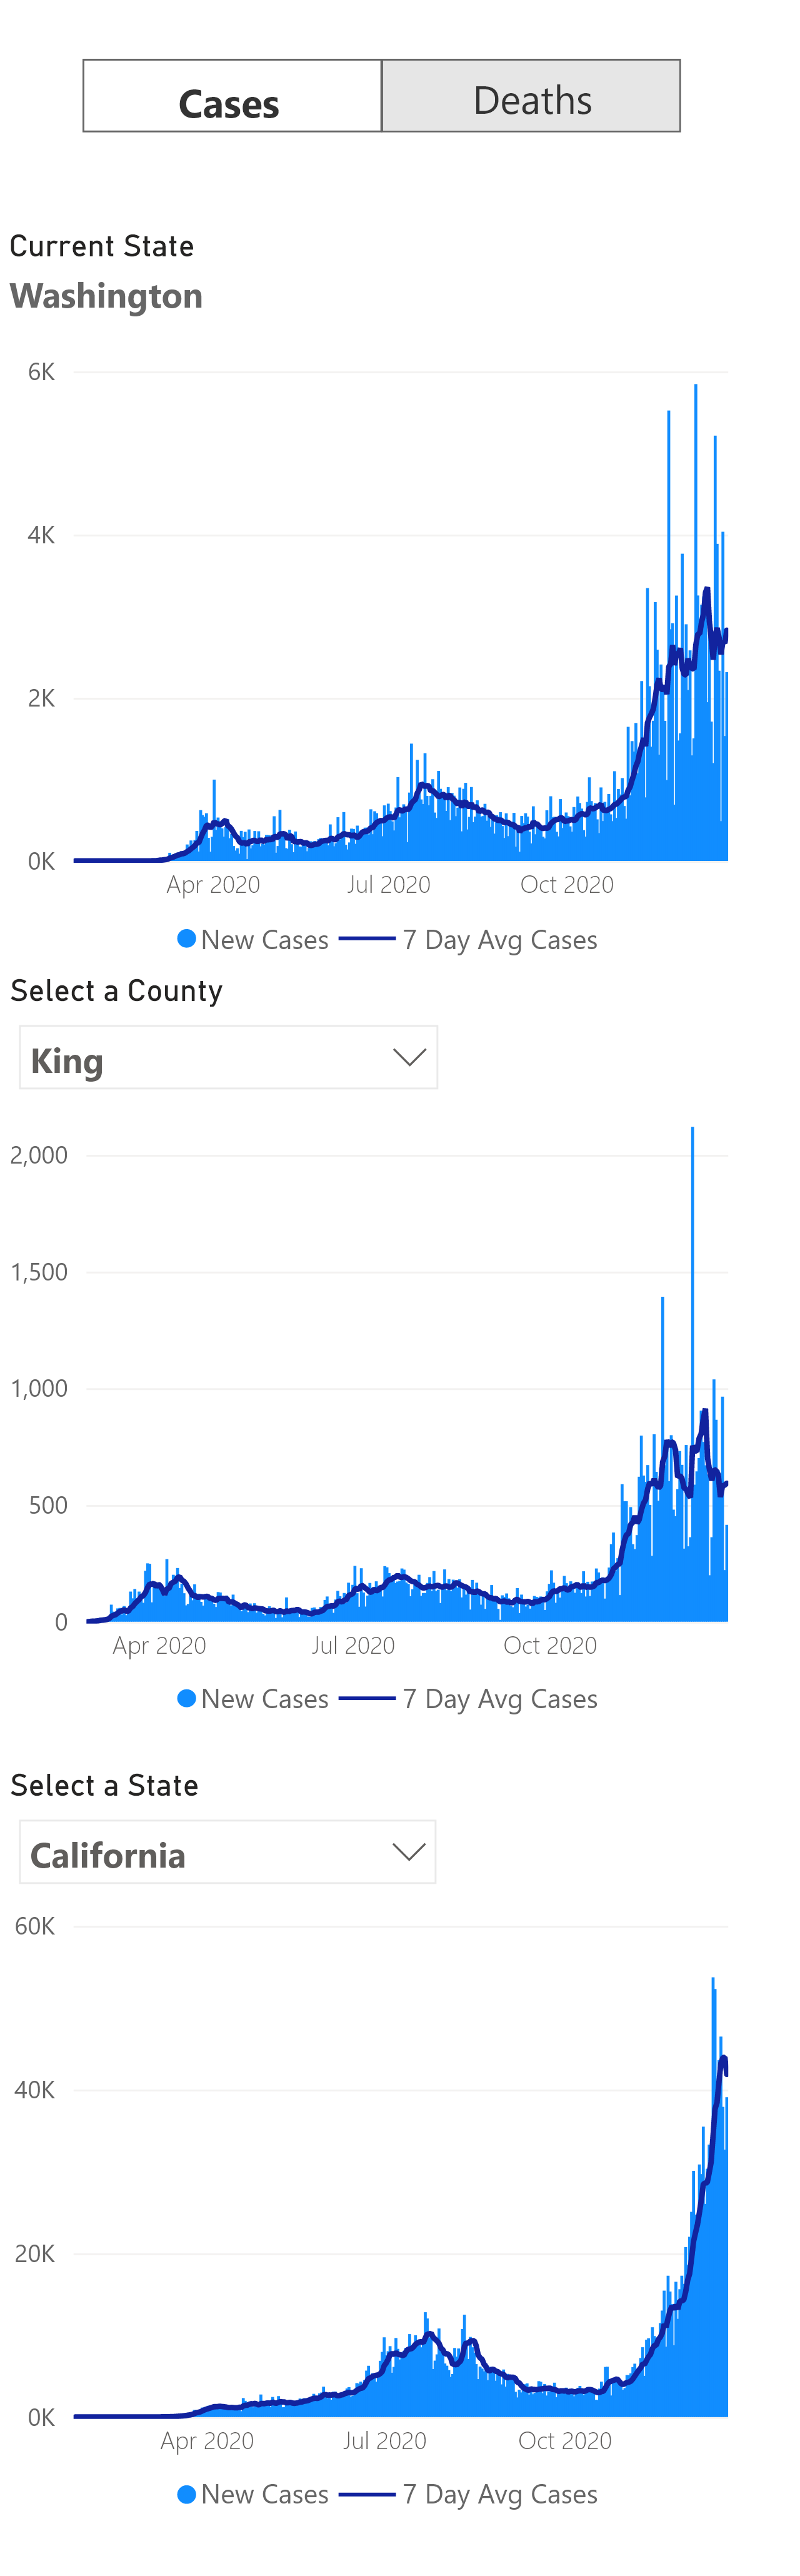 Cases Deaths
Current State
Washington
6K
4K
2K
0K
Apr 2020 Jul 2020 Oct 2020
New Cases 7 Day Avg Cases
Select a County
King
2,000
1,500
1,000
500
0
Apr 2020 Jul 2020 Oct 2020
New Cases 7 Day Avg Cases
Select a State
California
60K
40K
20K
0K
Apr 2020 Jul 2020 Oct 2020
New Cases 7 Day Avg Cases